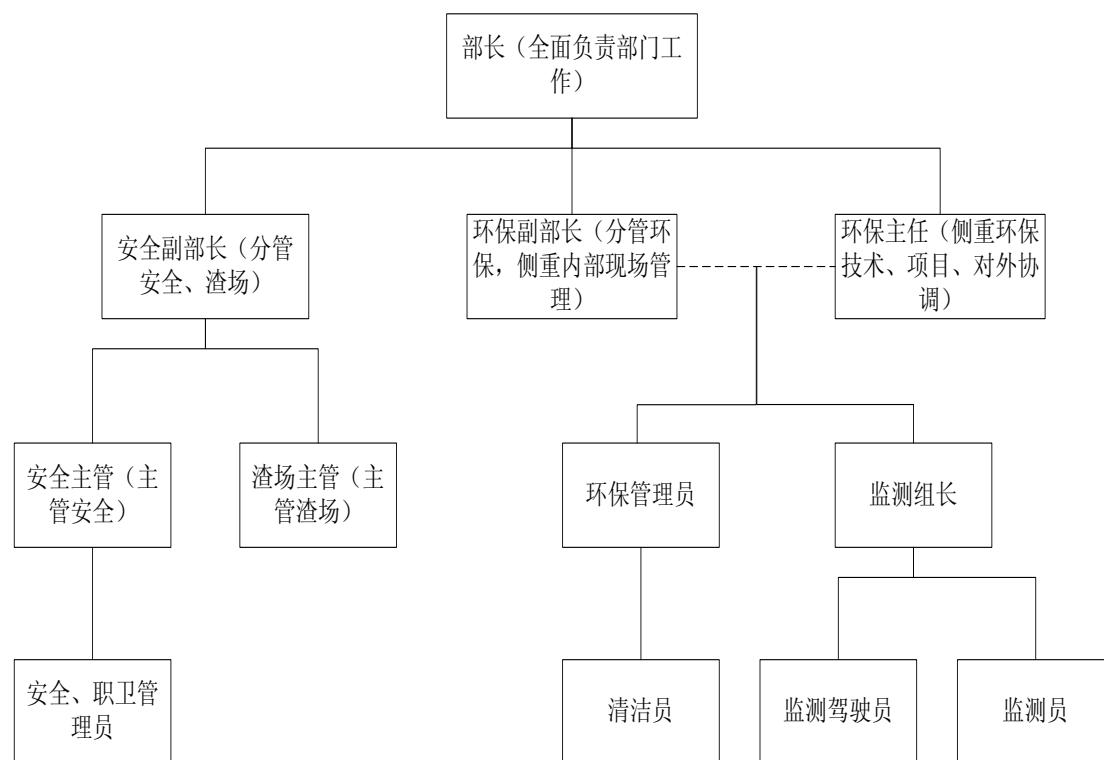 部长（全面负责部门工
作）
安全副部长（分管
安全、渣场）
环保副部长（分管环
保，侧重内部现场管
理）
环保主任（侧重环保
技术、项目、对外协
调）
安全主管（主
管安全）
渣场主管（主
管渣场）
环保管理员
监测组长
安全、职卫管
理员
清洁员
监测驾驶员
监测员